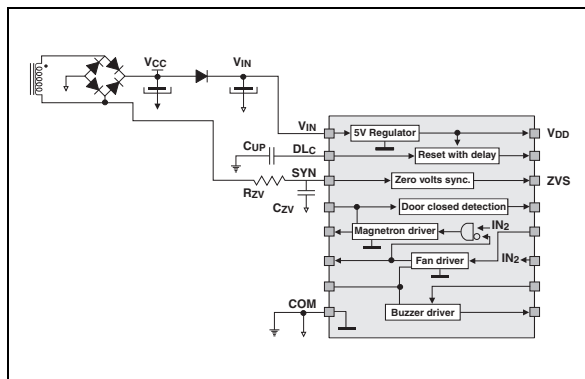 VCC
VIN
VIN
5V Regulator
VDD
CUP
DLC
Reset with delay
SYN
Zero volts sync.
ZVS
RZV
CZV
Door closed detection
Magnetron driver
IN2
Fan driver
IN2
COM
Buzzer driver